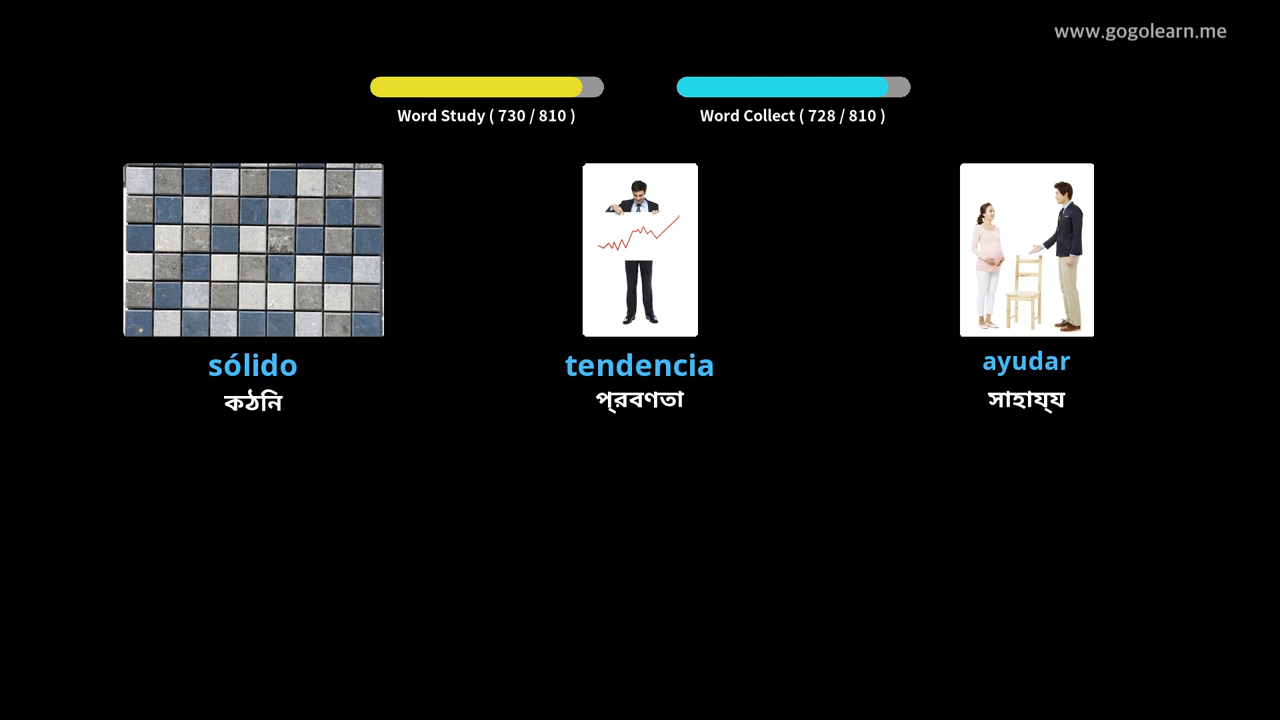 www.gogolearn.me
Word Study ( 730 / 810 )
Word Collect ( 728 / 810 )
sólido
tendencia
ayudar
কঠিন
প্রবণতা
সাহায্য